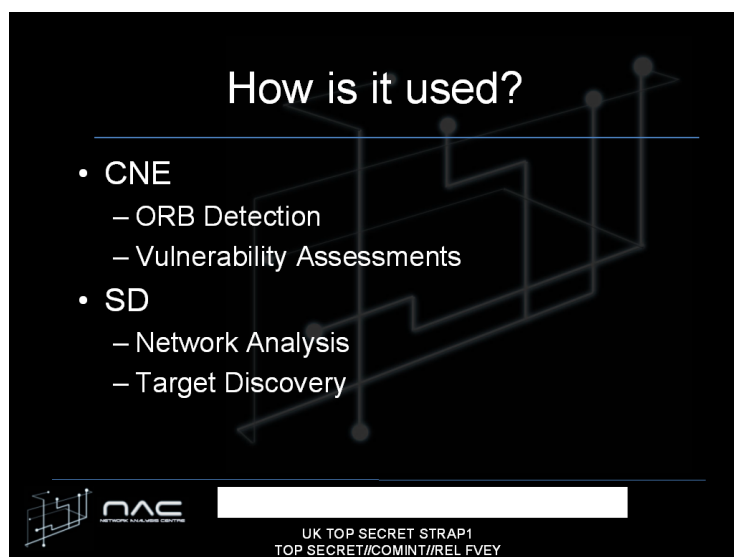 How is it used?
• CNE
– ORB Detection
– Vulnerability Assessments
• SD
– Network Analysis
– Target Discovery
NAC
NETWORK ANALYSIS CENTRE
UK TOP SECRET STRAP1
TOP SECRET//COMINT//REL FVEY